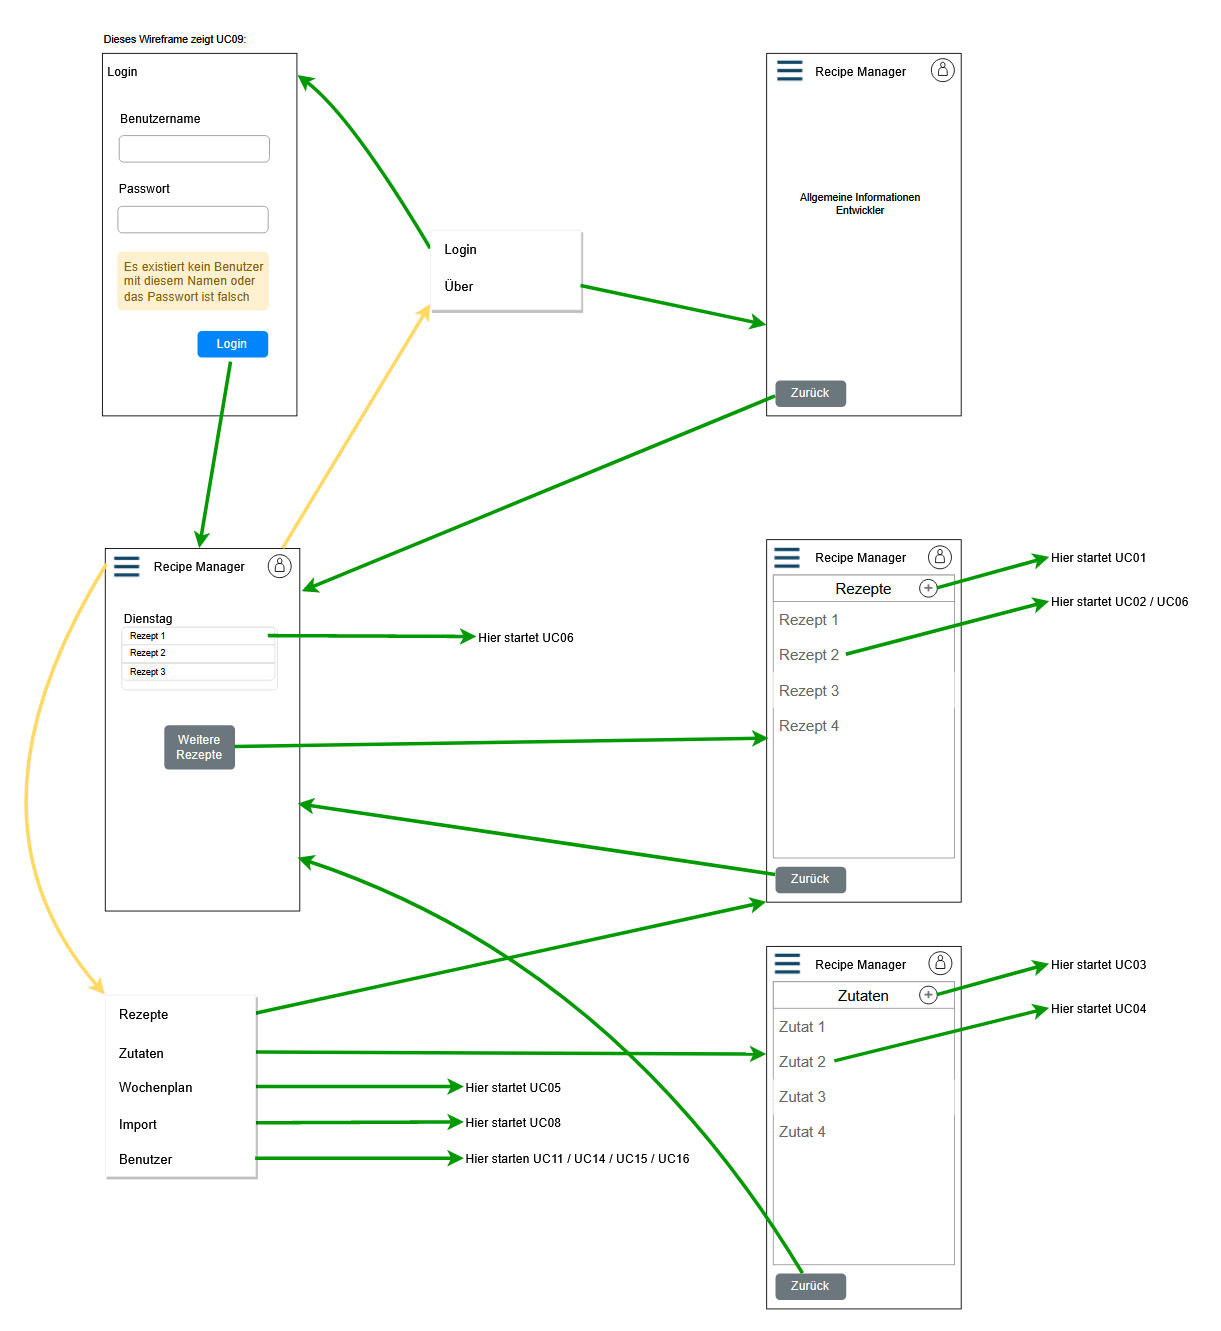 Dieses Wireframe zeigt UC09:
Login
Benutzername
Passwort
Es existiert kein Benutzer
mit diesem Namen oder
das Passwort ist falsch
Login
Login
Über
Recipe Manager
Allgemeine Informationen
Entwickler
Zurück
Recipe Manager
Dienstag
Rezept 1
Rezept 2
Rezept 3
Hier startet UC06
Weitere
Rezepte
Recipe Manager
Rezepte
Rezept 1
Rezept 2
Rezept 3
Rezept 4
Zurück
Hier startet UC01
Hier startet UC02 / UC06
Rezepte
Zutaten
Wochenplan
Import
Benutzer
Hier startet UC05
Hier startet UC08
Hier starten UC11 / UC14 / UC15 / UC16
Recipe Manager
Zutaten
Zutat 1
Zutat 2
Zutat 3
Zutat 4
Zurück
Hier startet UC03
Hier startet UC04